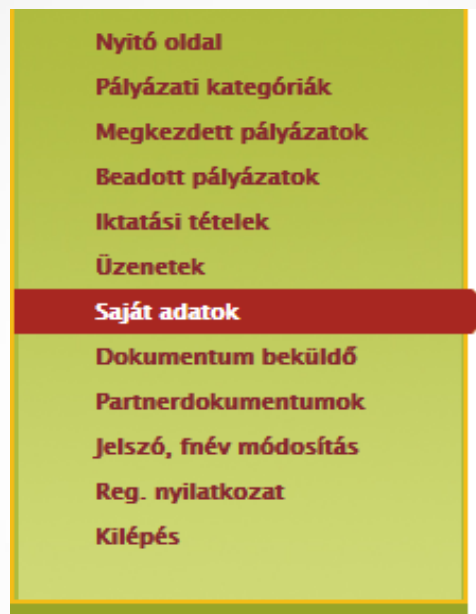 Nyitó oldal
Pályázati kategóriák
Megkezdett pályázatok
Beadott pályázatok
Iktatási tételek
Üzenetek
Saját adatok
Dokumentum beküldő
Partnerdokumentumok
Jelszó, fnév módosítás
Reg. nyilatkozat
Kilépés